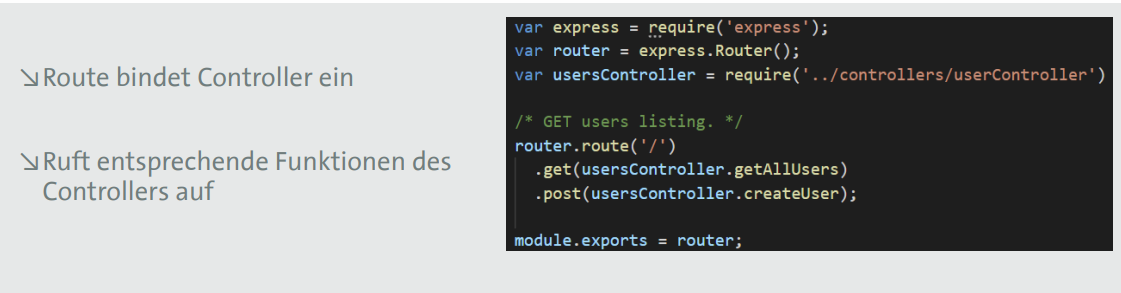 ↘Route bindet Controller ein
↘Ruft entsprechende Funktionen des
Controllers auf
var express = require('express');
var router = express.Router();
var usersController = require('../controllers/userController')
/* GET users listing. */
router.route('/')
  .get(usersController.getAllUsers)
  .post(usersController.createUser);
module.exports = router;